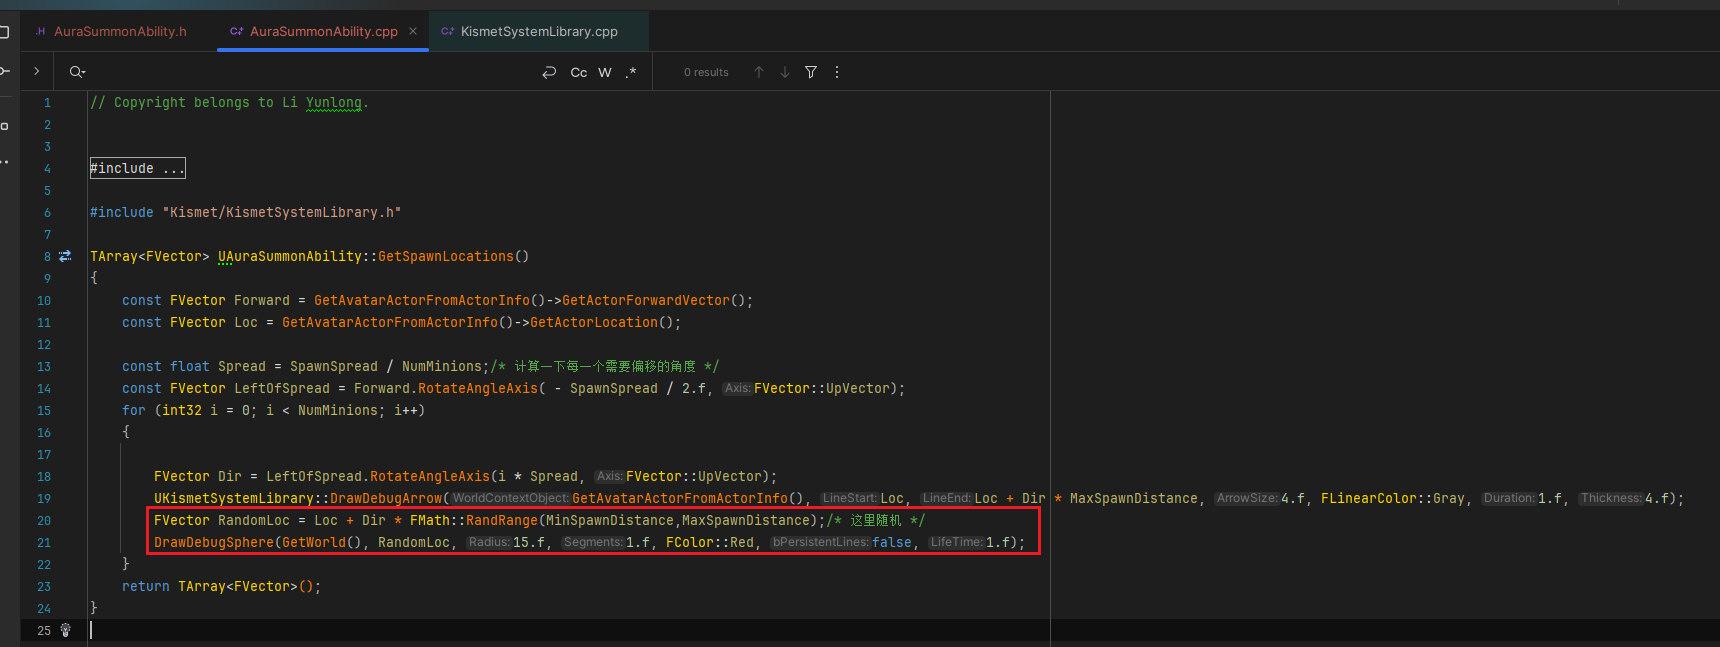 AuraSummonAbility.h
AuraSummonAbility.cpp
KismetSystemLibrary.cpp
Cc W .*
0 results
1 // Copyright belongs to Li Yunlong.
2
3
4 #include ...
5
6 #include "Kismet/KismetSystemLibrary.h"
7
8 TArray<FVector> UAuraSummonAbility::GetSpawnLocations()
9 {
10 const FVector Forward = GetAvatarActorFromActorInfo()->GetActorForwardVector();
11 const FVector Loc = GetAvatarActorFromActorInfo()->GetActorLocation();
12
13 const float Spread = SpawnSpread / NumMinions;/* 计算一下每一个需要偏移的角度 */
14 const FVector LeftOfSpread = Forward.RotateAngleAxis( - SpawnSpread / 2.f, Axis: FVector::UpVector);
15 for (int32 i = 0; i < NumMinions; i++)
16 {
17
18 FVector Dir = LeftOfSpread.RotateAngleAxis(i * Spread, Axis: FVector::UpVector);
19 UKismetSystemLibrary::DrawDebugArrow( WorldContextObject: GetAvatarActorFromActorInfo(), LineStart: Loc, LineEnd: Loc + Dir * MaxSpawnDistance, ArrowSize: 4.f, FLinearColor::Gray, Duration: 1.f, Thickness: 4.f);
20 FVector RandomLoc = Loc + Dir * FMath::RandRange(MinSpawnDistance,MaxSpawnDistance);/* 这里随机 */
21 DrawDebugSphere(GetWorld(), RandomLoc, Radius: 15.f, Segments: 1.f, FColor::Red, bPersistentLines: false, LifeTime: 1.f);
22 }
23 return TArray<FVector>();
24 }
25